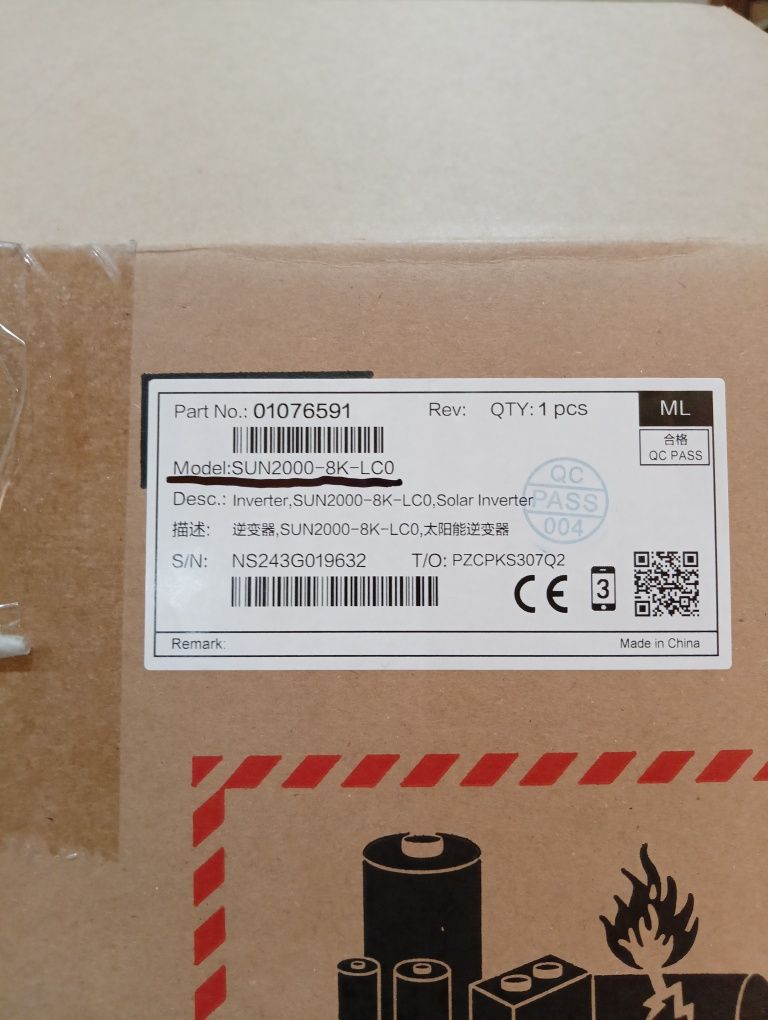 Part No.: 01076591
Rev:
QTY: 1 pcs
ML
合格
QC PASS
Model:SUN2000-8K-LC0
Desc.: Inverter,SUN2000-8K-LC0,Solar Inverter
QC
PASS
004
描述: 逆变器,SUN2000-8K-LC0,太阳能逆变器
S/N: NS243G019632
T/O: PZCPKS307Q2
CE
3
Remark:
Made in China